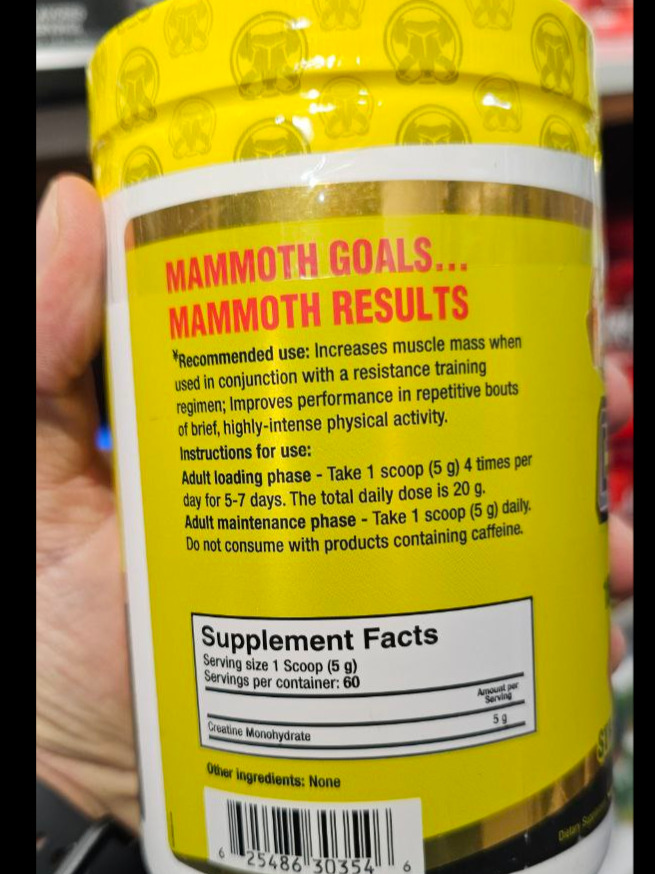 MAMMOTH GOALS...
MAMMOTH RESULTS
*Recommended use: Increases muscle mass when
used in conjunction with a resistance training
regimen; Improves performance in repetitive bouts
of brief, highly-intense physical activity.
Instructions for use:
Adult loading phase - Take 1 scoop (5 g) 4 times per
day for 5-7 days. The total daily dose is 20 g.
Adult maintenance phase - Take 1 scoop (5 g) daily.
Do not consume with products containing caffeine.
Supplement Facts
Serving size 1 Scoop (5 g)
Servings per container: 60
Amount per
Serving
Creatine Monohydrate 5 g
Other ingredients: None
6 25486 30354 6
Dietary Supplement